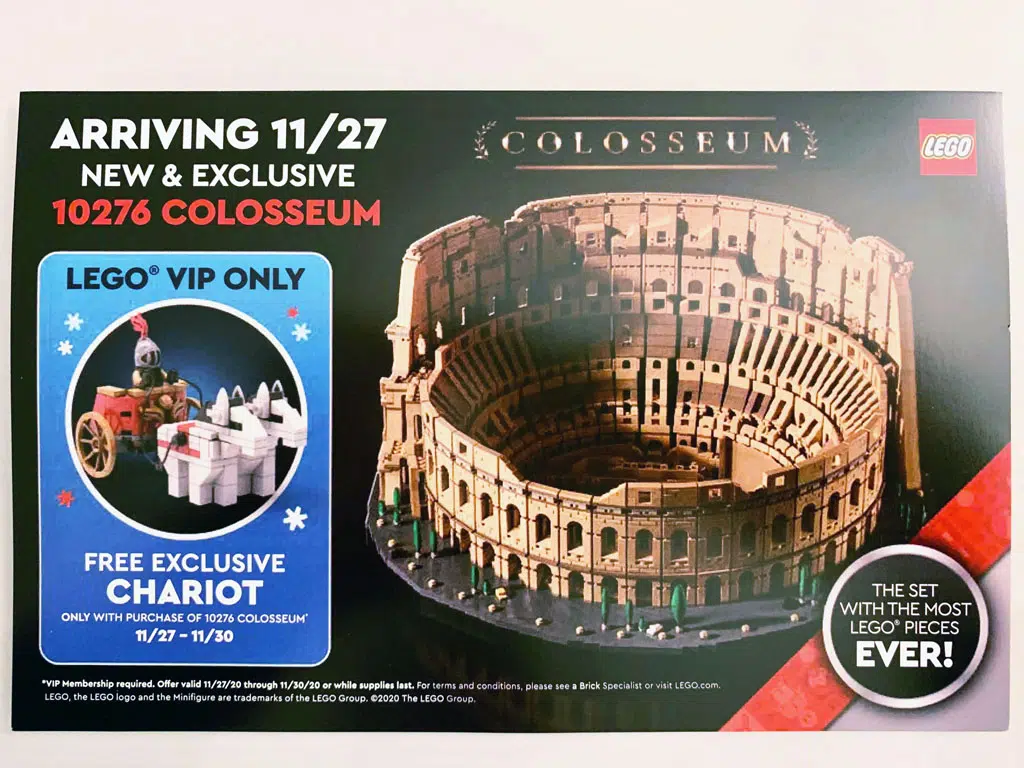 ARRIVING 11/27
NEW & EXCLUSIVE
10276 COLOSSEUM
COLOSSEUM
LEGO
LEGO® VIP ONLY
FREE EXCLUSIVE
CHARIOT
ONLY WITH PURCHASE OF 10276 COLOSSEUM*
11/27 – 11/30
THE SET
WITH THE MOST
LEGO® PIECES
EVER!
*VIP Membership required. Offer valid 11/27/20 through 11/30/20 or while supplies last. For terms and conditions, please see a Brick Specialist or visit LEGO.com.
LEGO, the LEGO logo and the Minifigure are trademarks of the LEGO Group. ©2020 The LEGO Group.